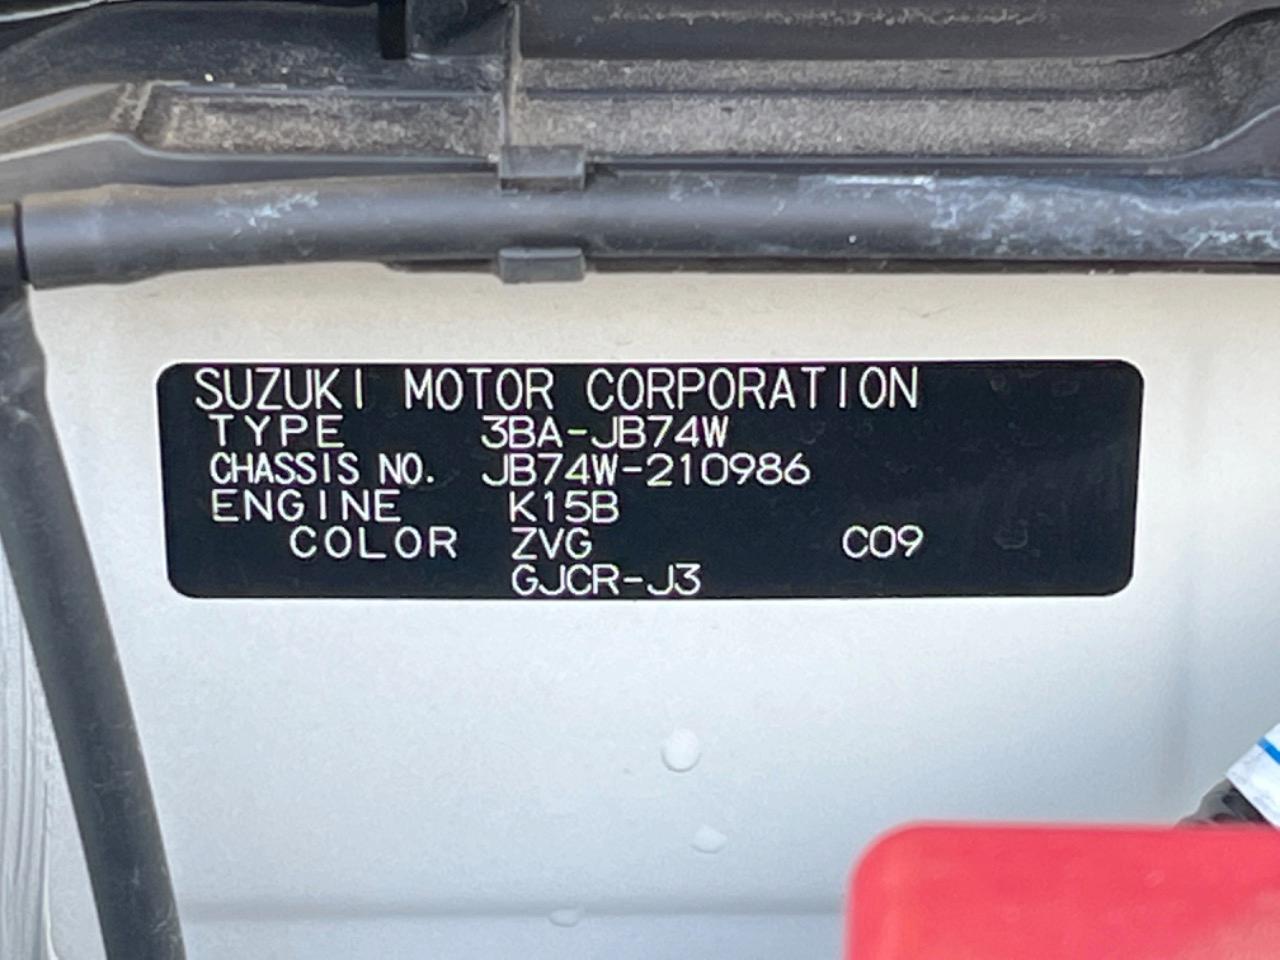 SUZUKI MOTOR CORPORATION
TYPE 3BA-JB74W
CHASSIS NO. JB74W-210986
ENGINE K15B
COLOR ZVG C09
GJCR-J3